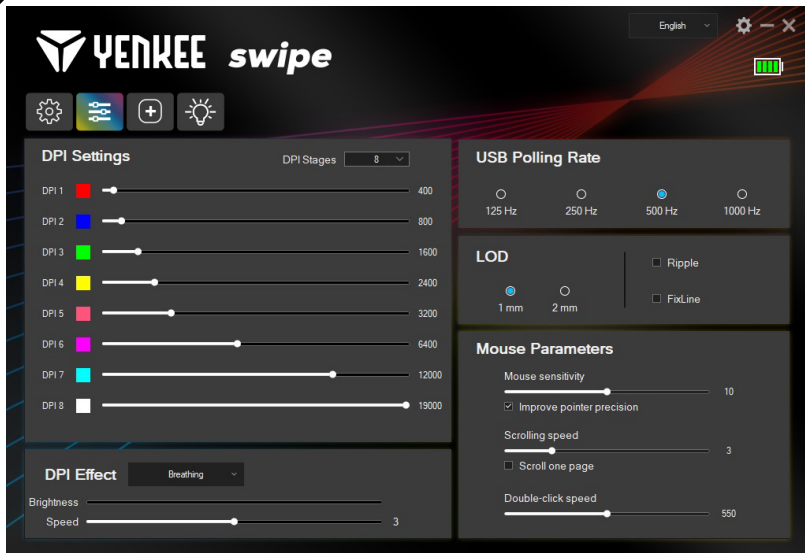 English
YENKEE swipe
DPI Settings
DPI Stages 8
DPI 1 400
DPI 2 800
DPI 3 1600
DPI 4 2400
DPI 5 3200
DPI 6 6400
DPI 7 12000
DPI 8 19000
DPI Effect Breathing
Brightness
Speed 3
USB Polling Rate
125 Hz 250 Hz 500 Hz 1000 Hz
LOD
1 mm 2 mm
Ripple
FixLine
Mouse Parameters
Mouse sensitivity
10
Improve pointer precision
Scrolling speed
3
Scroll one page
Double-click speed
550